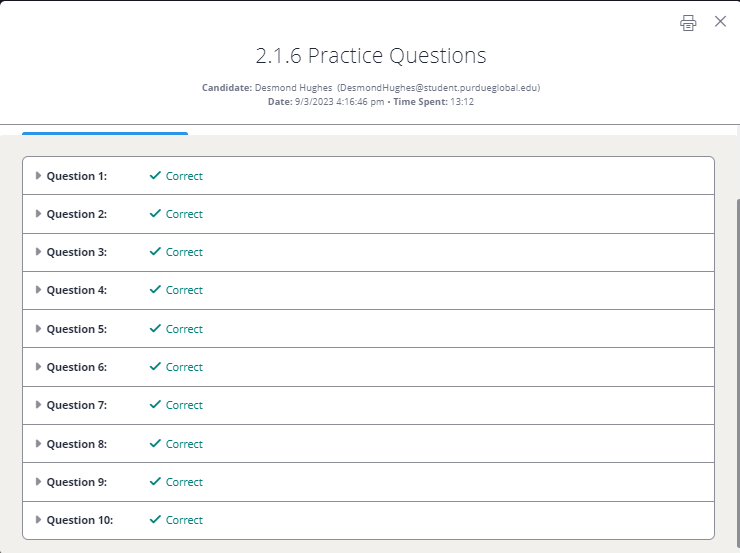 2.1.6 Practice Questions
Candidate: Desmond Hughes (DesmondHughes@student.purdueglobal.edu)
Date: 9/3/2023 4:16:46 pm • Time Spent: 13:12
Question 1: Correct
Question 2: Correct
Question 3: Correct
Question 4: Correct
Question 5: Correct
Question 6: Correct
Question 7: Correct
Question 8: Correct
Question 9: Correct
Question 10: Correct